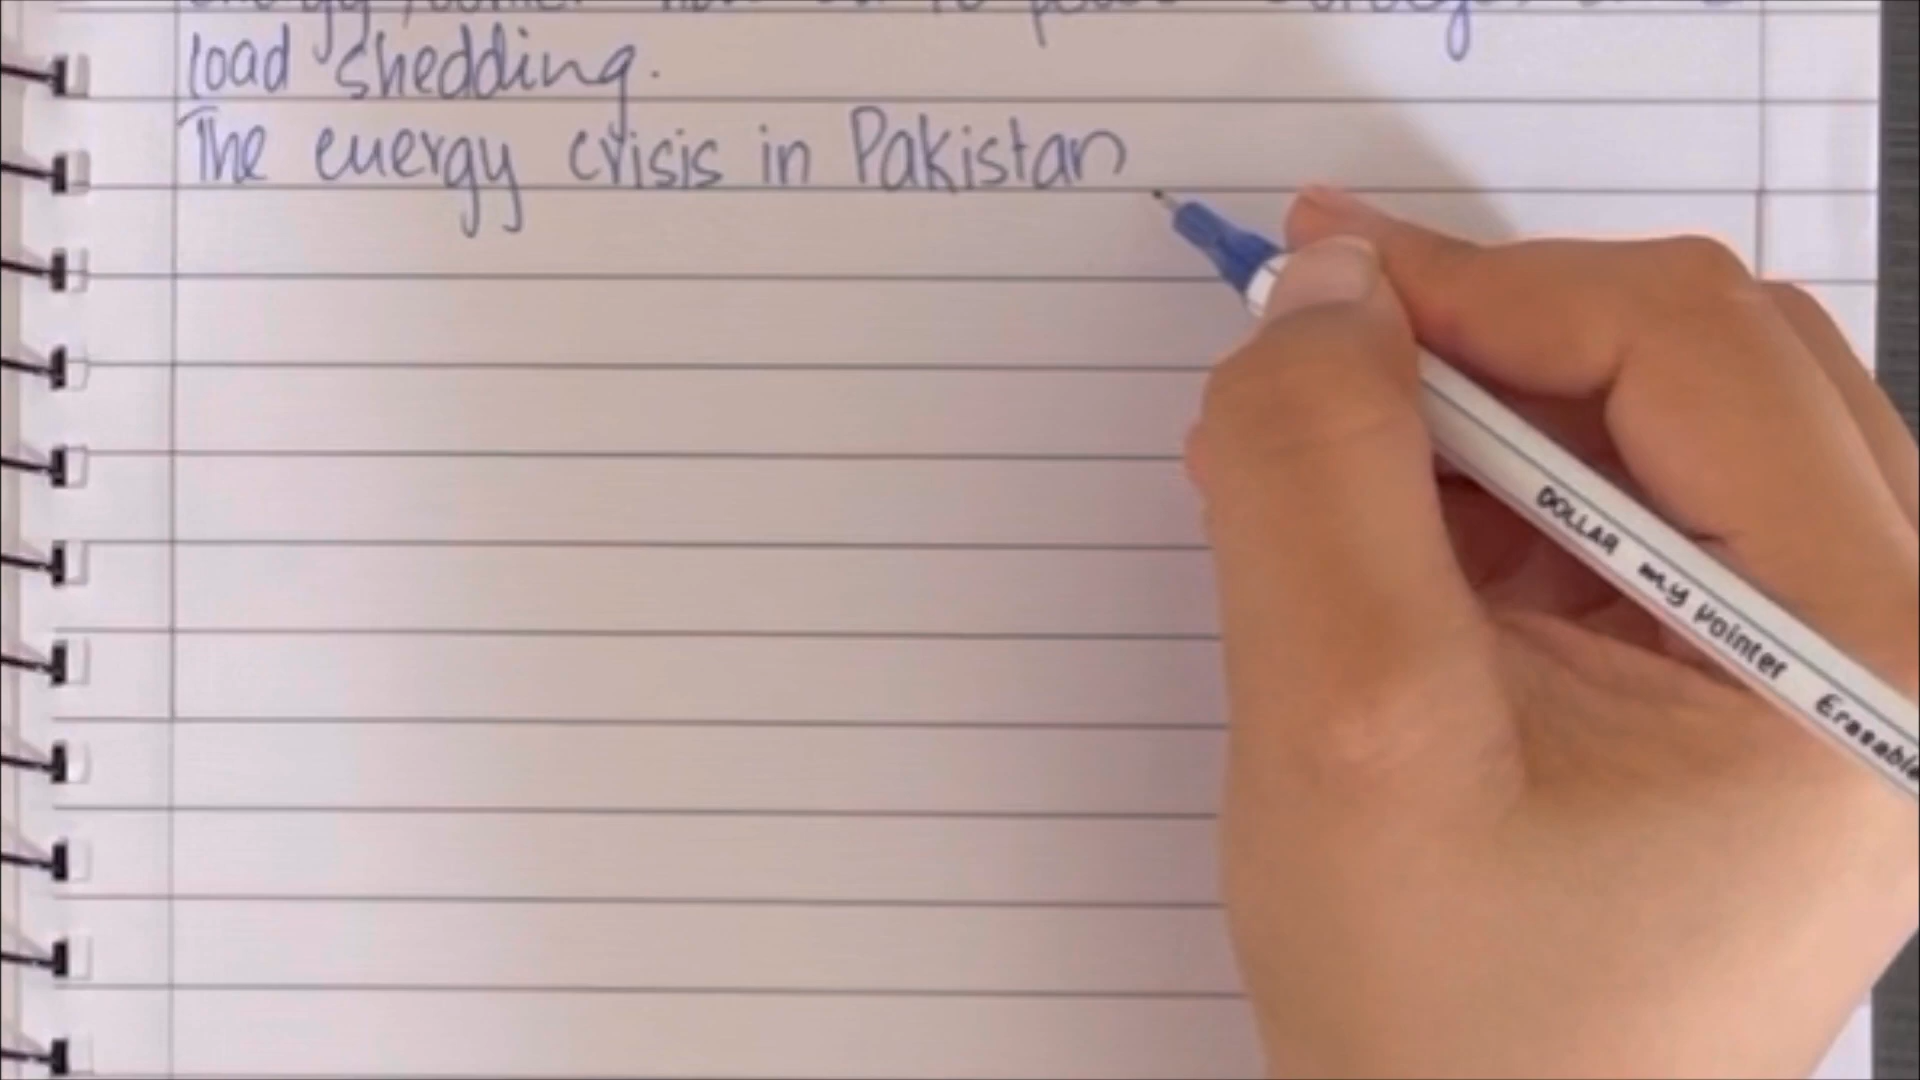 load shedding.
The energy crisis in Pakistan
DOLLAR my Pointer Erasable